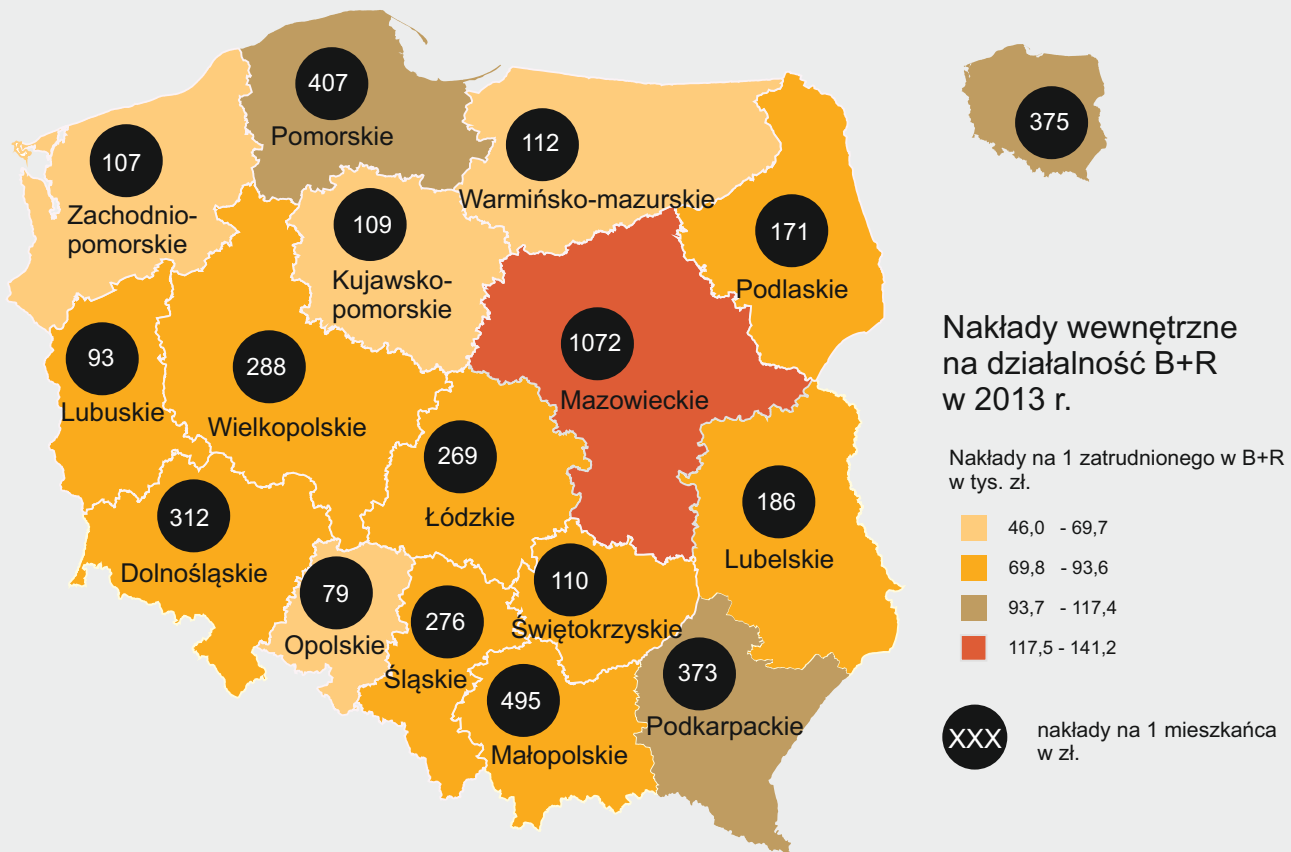 407
Pomorskie
375
107
Zachodnio-
pomorskie
112
Warmińsko-mazurskie
109
Kujawsko-
pomorskie
171
Podlaskie
93
Lubuskie
288
Wielkopolskie
1072
Mazowieckie
269
Łódzkie
312
Dolnośląskie
186
Lubelskie
79
Opolskie
276
Śląskie
110
Świętokrzyskie
495
Małopolskie
373
Podkarpackie
Nakłady wewnętrzne
na działalność B+R
w 2013 r.
Nakłady na 1 zatrudnionego w B+R
w tys. zł.
46,0 - 69,7
69,8 - 93,6
93,7 - 117,4
117,5 - 141,2
XXX
nakłady na 1 mieszkańca
w zł.